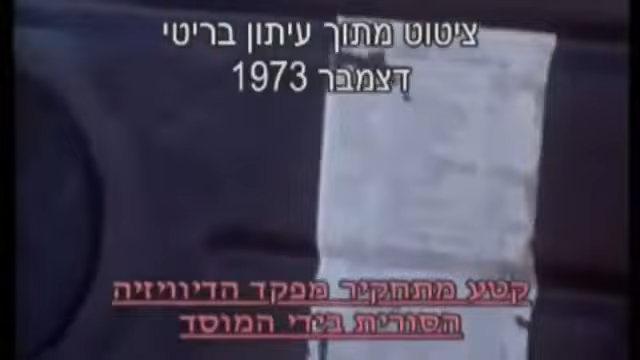 ציטוט מתוך עיתון בריטי
דצמבר 1973
קטע מתחקיר מפקד הדיוויזיה
הסורית בידי המוסד